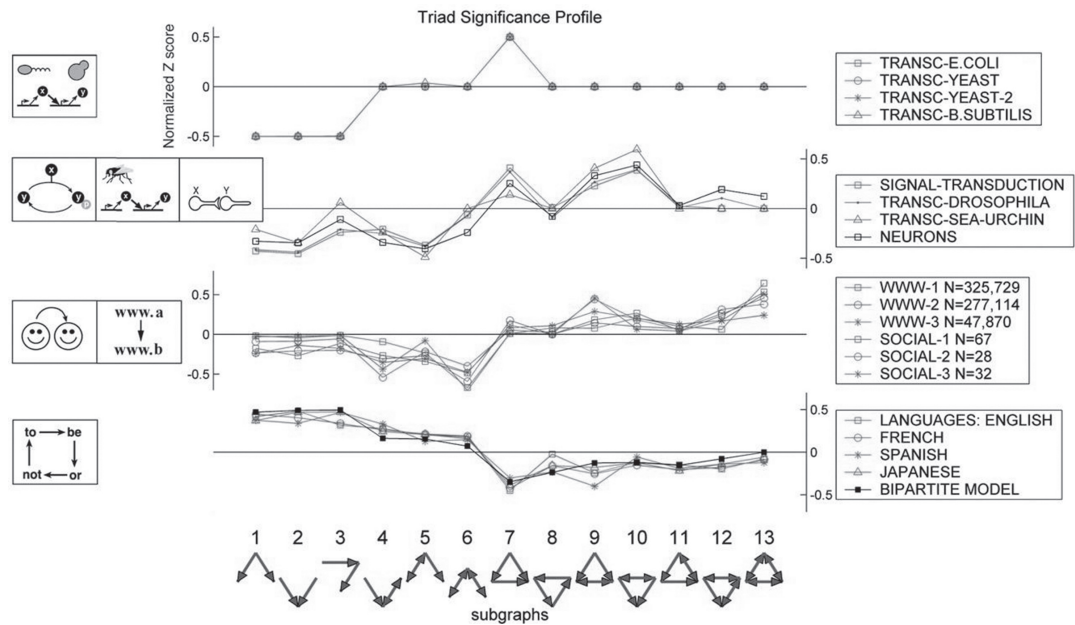 Triad Significance Profile
Normalized Z score
0.5
0
-0.5
x
y
TRANSC-E.COLI
TRANSC-YEAST
TRANSC-YEAST-2
TRANSC-B.SUBTILIS
x
y
y
p
x
y
X
Y
0.5
0
-0.5
SIGNAL-TRANSDUCTION
TRANSC-DROSOPHILA
TRANSC-SEA-URCHIN
NEURONS
www.a
www.b
0.5
0
-0.5
WWW-1 N=325,729
WWW-2 N=277,114
WWW-3 N=47,870
SOCIAL-1 N=67
SOCIAL-2 N=28
SOCIAL-3 N=32
to be
not or
0.5
0
-0.5
LANGUAGES: ENGLISH
FRENCH
SPANISH
JAPANESE
BIPARTITE MODEL
1 2 3 4 5 6 7 8 9 10 11 12 13
subgraphs